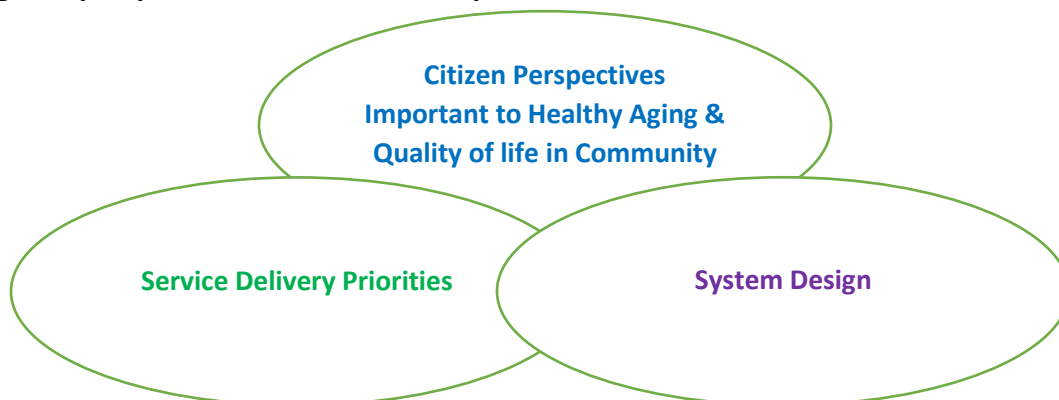 Citizen Perspectives
Important to Healthy Aging &
Quality of life in Community
Service Delivery Priorities
System Design